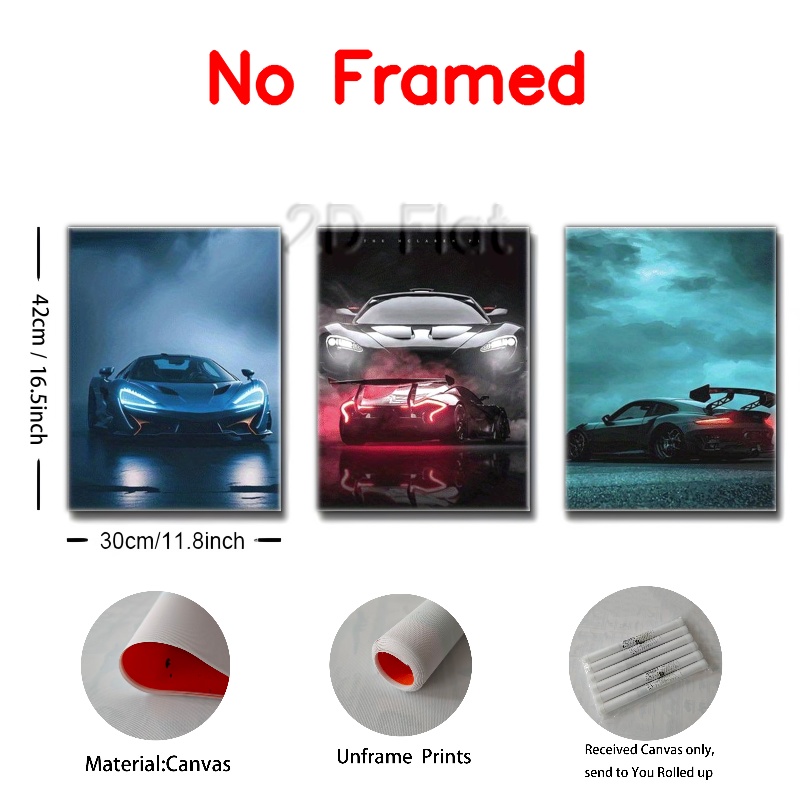 No Framed
2D Flat
42cm / 16.5inch
30cm/11.8inch
Material:Canvas
Unframe Prints
Received Canvas only,
send to You Rolled up